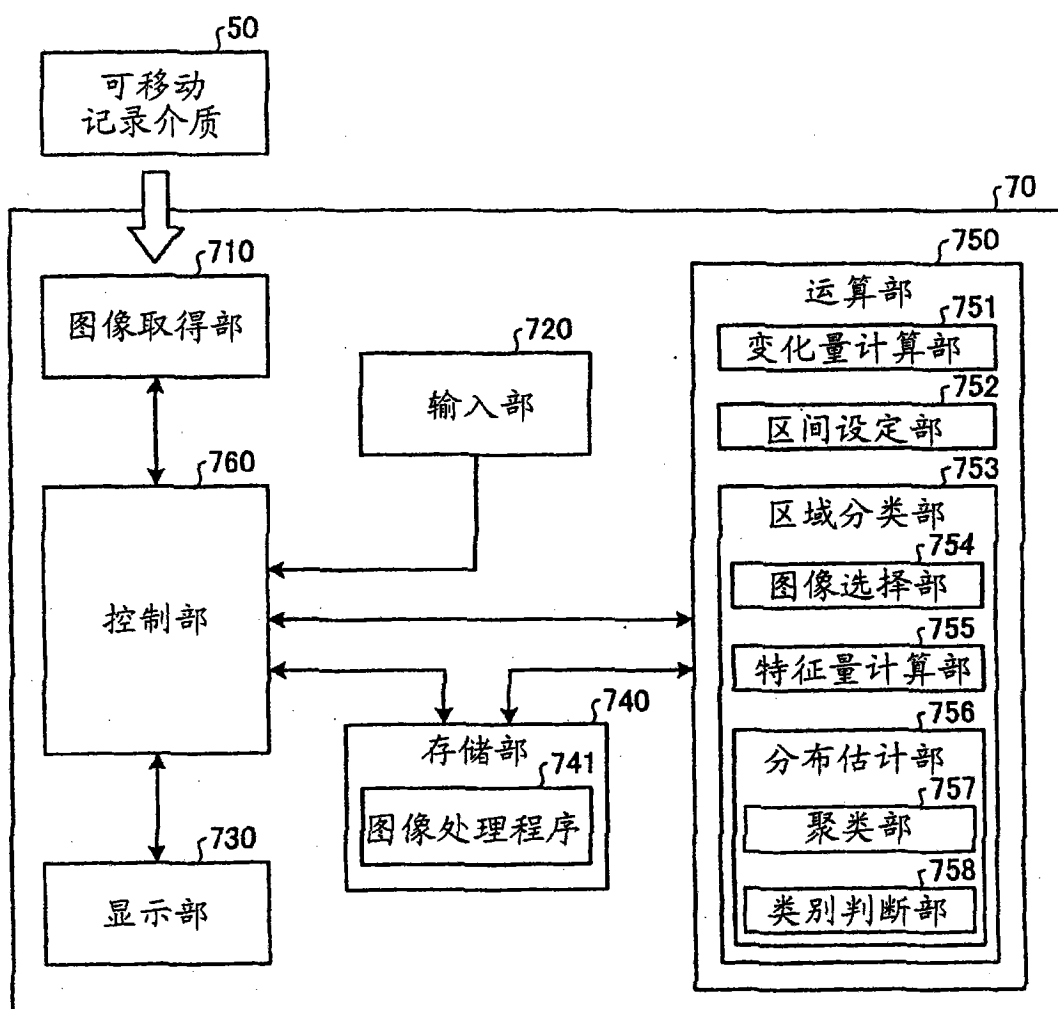 50
可移动
记录介质
70
710
图像取得部
720
输入部
760
控制部
730
显示部
740
存储部
741
图像处理程序
750
运算部
751
变化量计算部
752
区间设定部
753
区域分类部
754
图像选择部
755
特征量计算部
756
分布估计部
757
聚类部
758
类别判断部